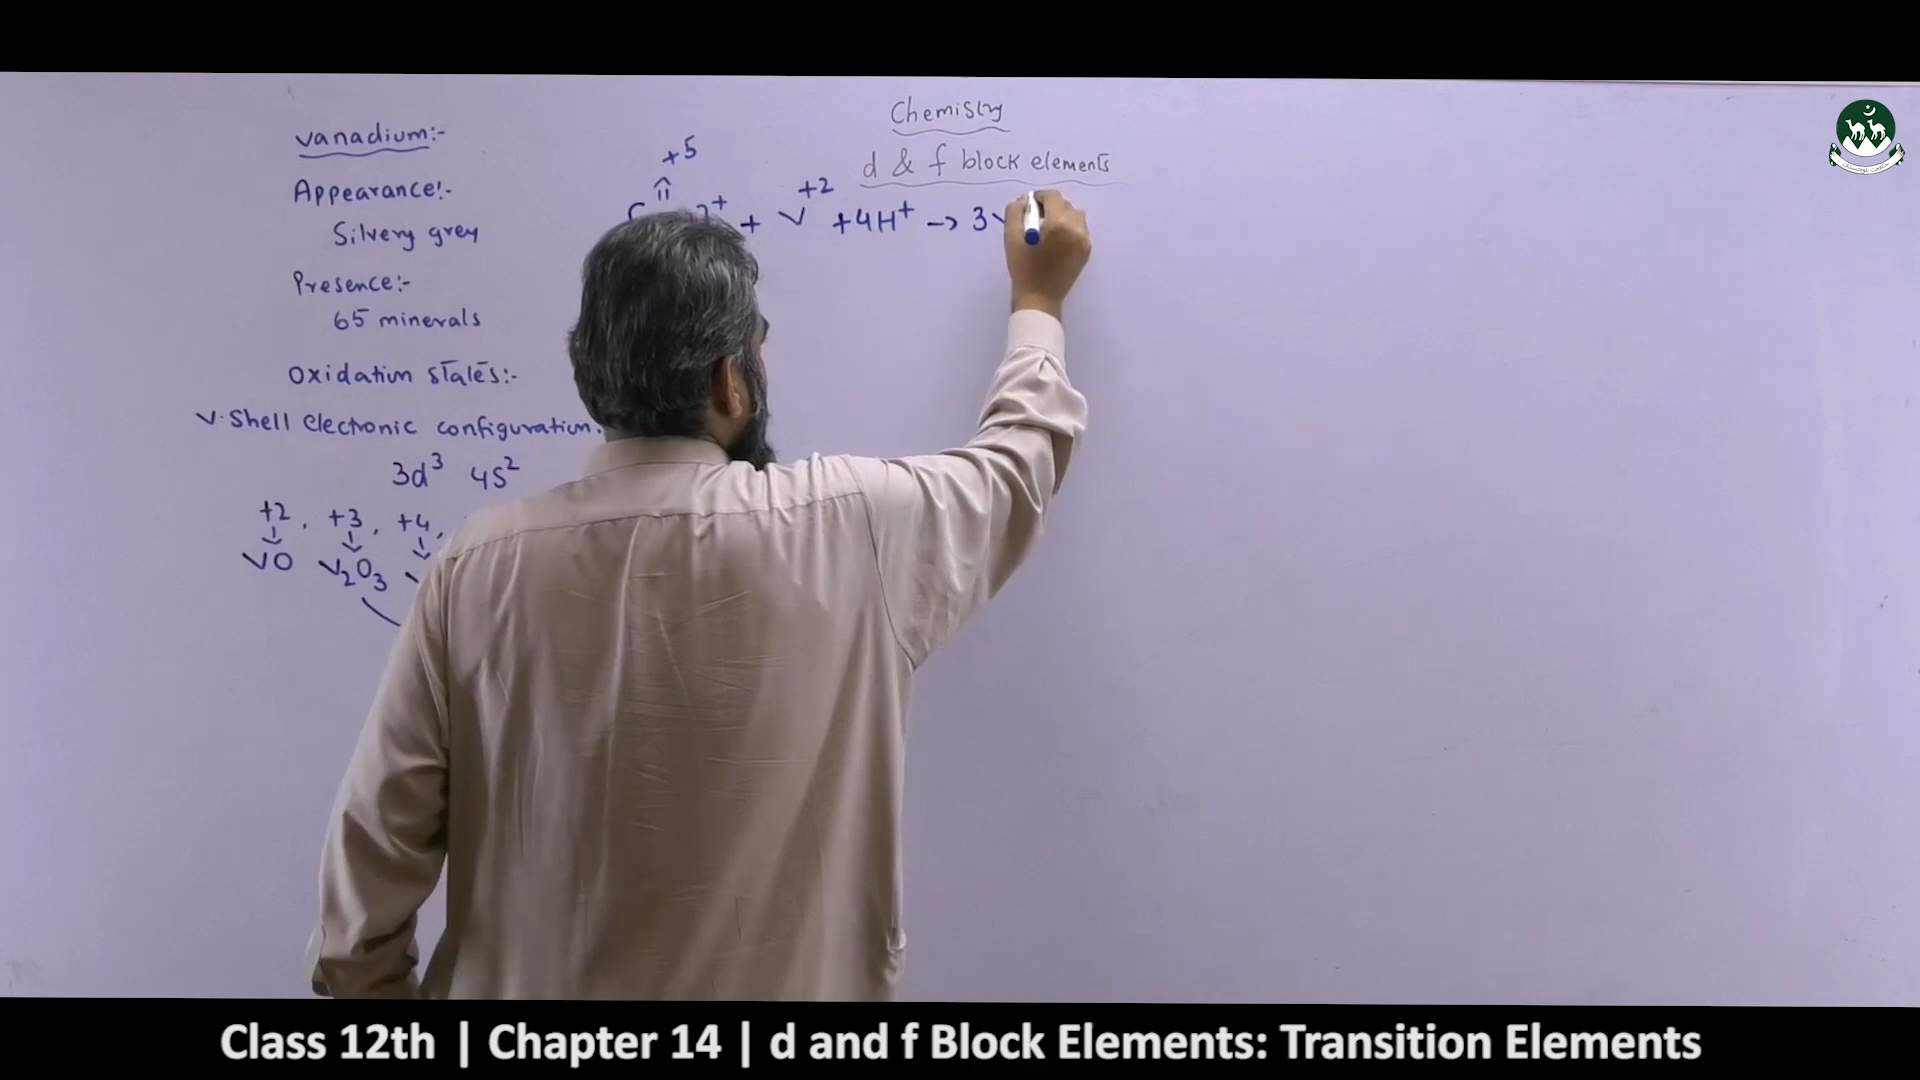 Chemistry
d & f block elements
vanadium:-
Appearance:-
Silvery grey
Presence:-
65 minerals
Oxidation states:-
V. Shell electronic configuration.
3d³ 4s²
+2, +3, +4,
VO V₂O₃
+5
+2
+ V +4H⁺ -> 3V
Class 12th | Chapter 14 | d and f Block Elements: Transition Elements